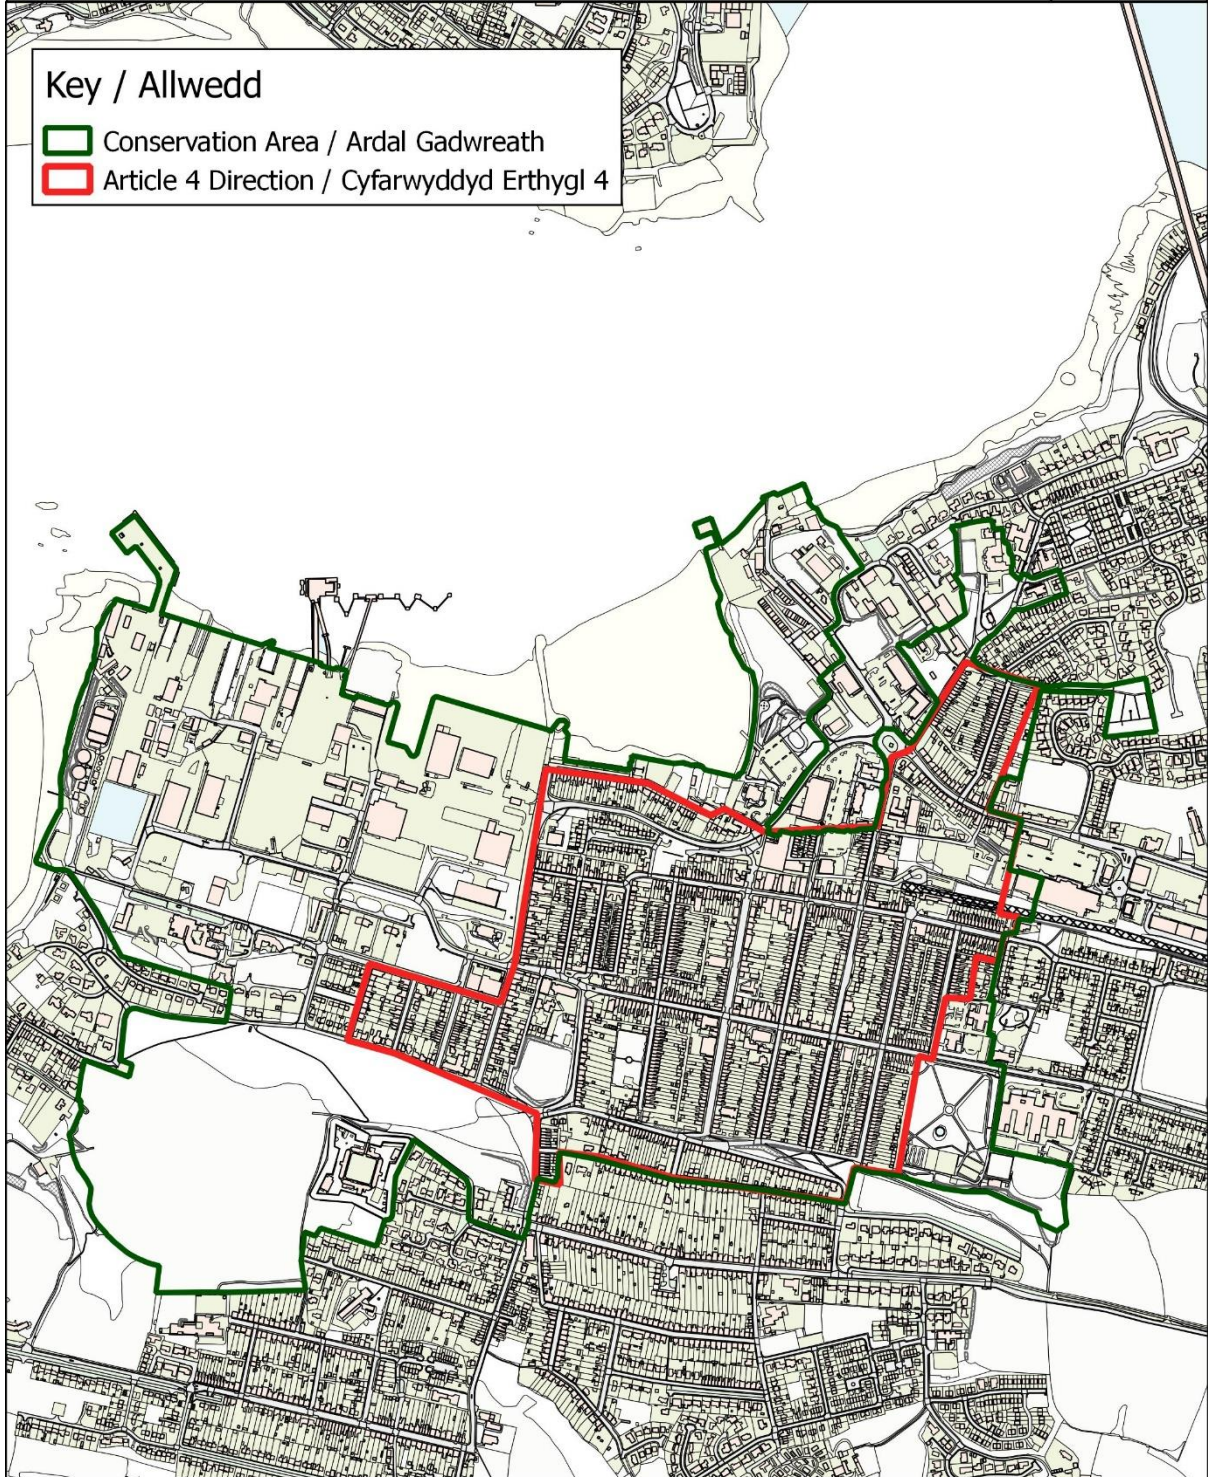 Key / Allwedd
Conservation Area / Ardal Gadwreath
Article 4 Direction / Cyfarwyddyd Erthygl 4